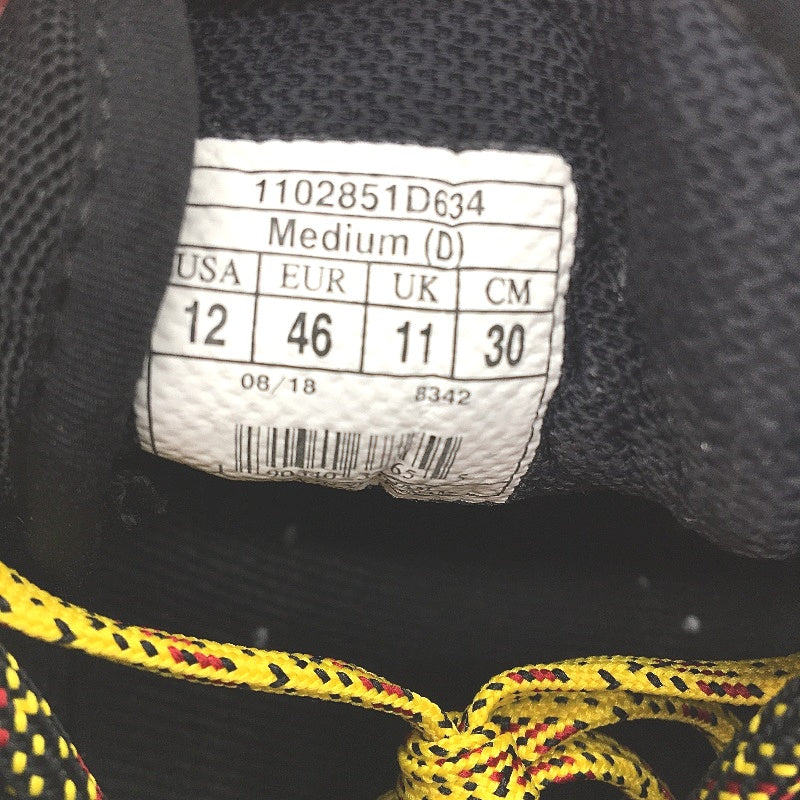 1102851D634
Medium (D)
USA EUR UK CM
12 46 11 30
08/18 8342